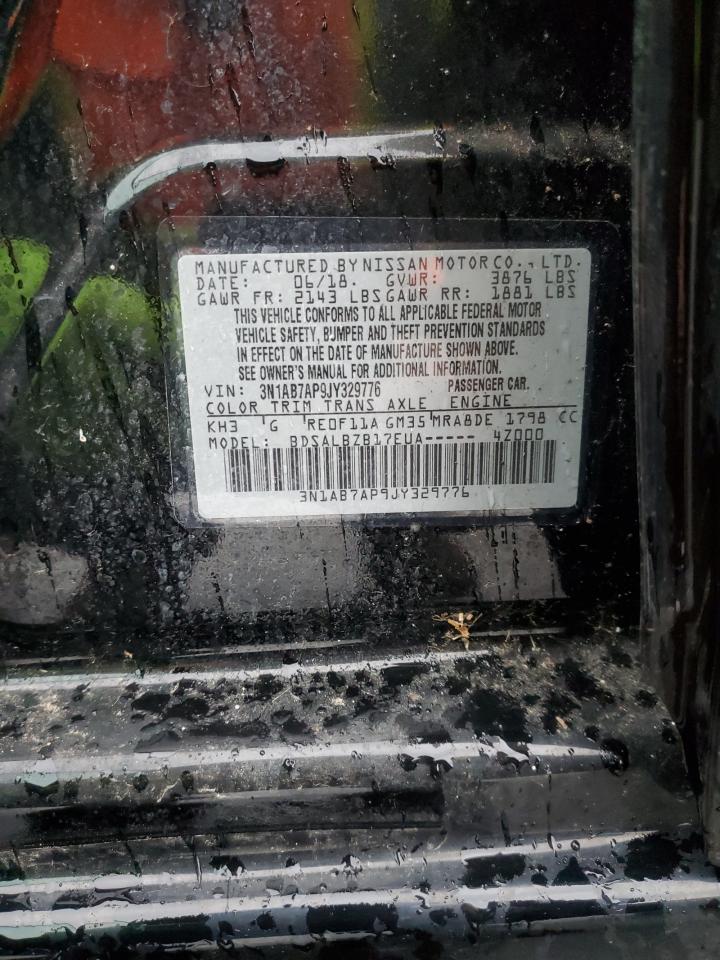 MANUFACTURED BY NISSAN MOTOR CO., LTD.
DATE: 06/18. GVWR: 3876 LBS
GAWR FR: 2143 LBS GAWR RR: 1881 LBS
THIS VEHICLE CONFORMS TO ALL APPLICABLE FEDERAL MOTOR
VEHICLE SAFETY, BUMPER AND THEFT PREVENTION STANDARDS
IN EFFECT ON THE DATE OF MANUFACTURE SHOWN ABOVE.
SEE OWNER'S MANUAL FOR ADDITIONAL INFORMATION.
VIN: 3N1AB7AP9JY329776 PASSENGER CAR.
COLOR TRIM TRANS AXLE ENGINE
KH3 G RE0F11A GM35 MRA8DE 1798 CC
MODEL: BDSALBZB17EUA----- 4Z000
3N1AB7AP9JY329776